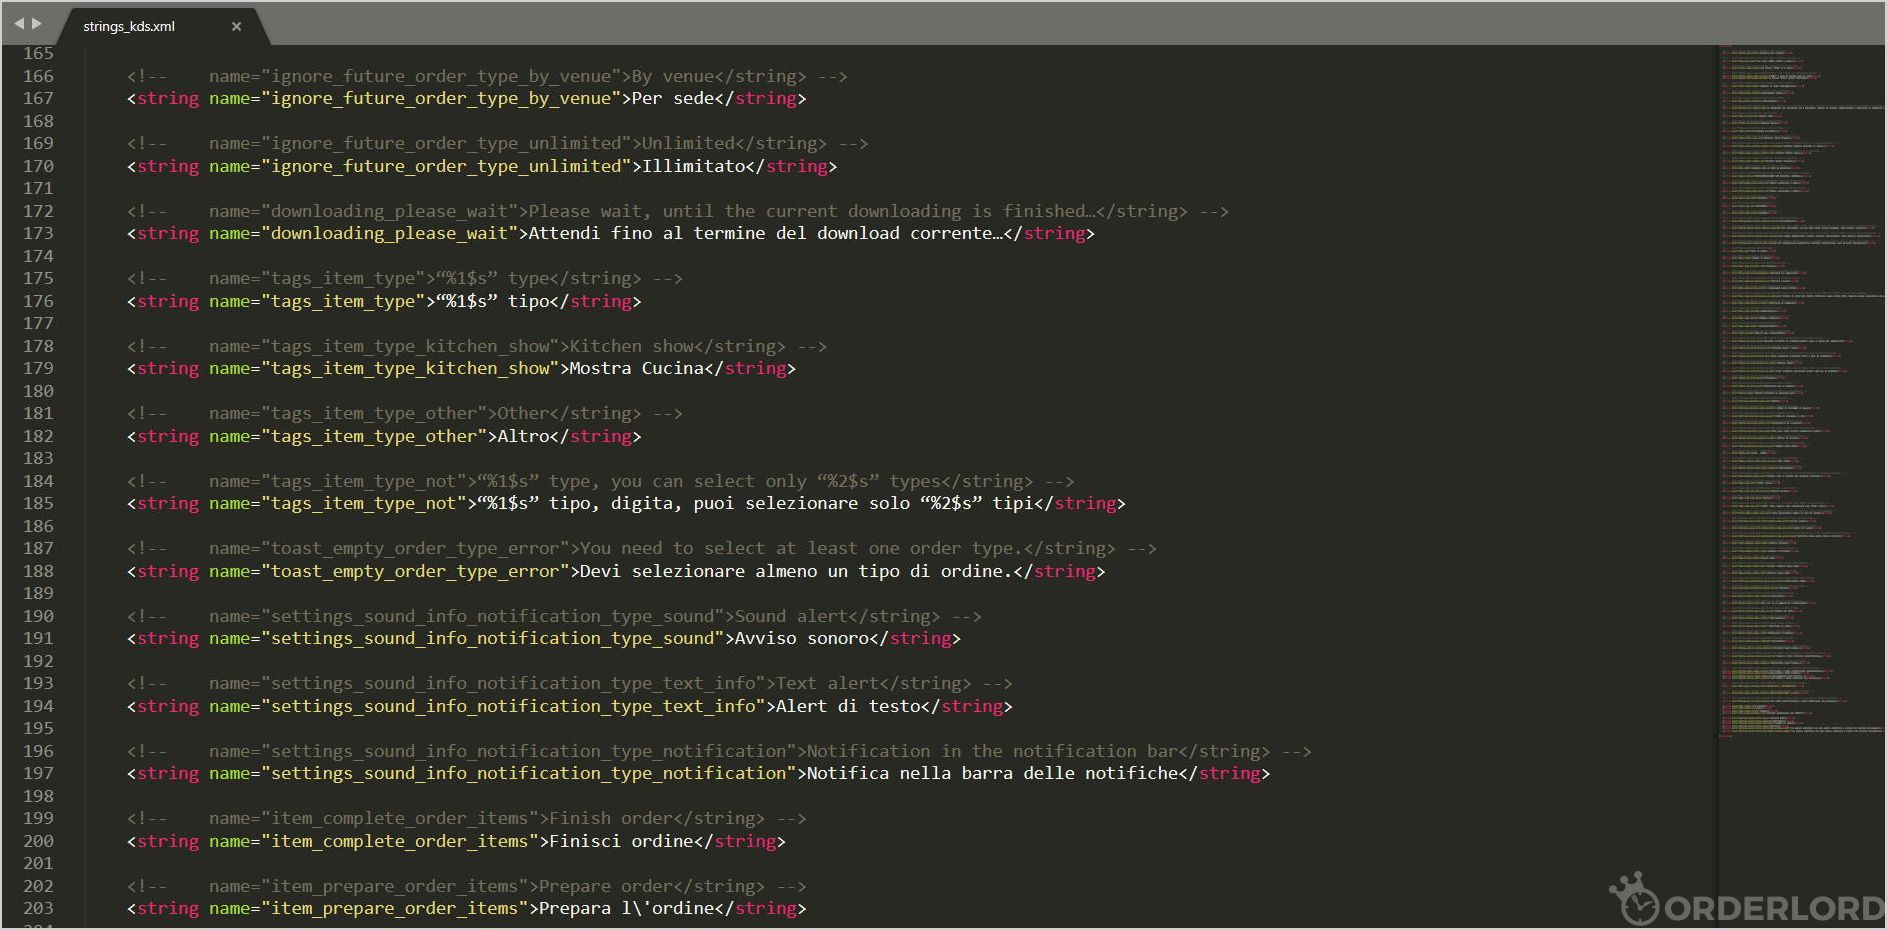 strings_kds.xml ×
165
166 <!-- name="ignore_future_order_type_by_venue">By venue</string> -->
167 <string name="ignore_future_order_type_by_venue">Per sede</string>
168
169 <!-- name="ignore_future_order_type_unlimited">Unlimited</string> -->
170 <string name="ignore_future_order_type_unlimited">Illimitato</string>
171
172 <!-- name="downloading_please_wait">Please wait, until the current downloading is finished…</string> -->
173 <string name="downloading_please_wait">Attendi fino al termine del download corrente…</string>
174
175 <!-- name="tags_item_type">“%1$s” type</string> -->
176 <string name="tags_item_type">“%1$s” tipo</string>
177
178 <!-- name="tags_item_type_kitchen_show">Kitchen show</string> -->
179 <string name="tags_item_type_kitchen_show">Mostra Cucina</string>
180
181 <!-- name="tags_item_type_other">Other</string> -->
182 <string name="tags_item_type_other">Altro</string>
183
184 <!-- name="tags_item_type_not">“%1$s” type, you can select only “%2$s” types</string> -->
185 <string name="tags_item_type_not">“%1$s” tipo, digita, puoi selezionare solo “%2$s” tipi</string>
186
187 <!-- name="toast_empty_order_type_error">You need to select at least one order type.</string> -->
188 <string name="toast_empty_order_type_error">Devi selezionare almeno un tipo di ordine.</string>
189
190 <!-- name="settings_sound_info_notification_type_sound">Sound alert</string> -->
191 <string name="settings_sound_info_notification_type_sound">Avviso sonoro</string>
192
193 <!-- name="settings_sound_info_notification_type_text_info">Text alert</string> -->
194 <string name="settings_sound_info_notification_type_text_info">Alert di testo</string>
195
196 <!-- name="settings_sound_info_notification_type_notification">Notification in the notification bar</string> -->
197 <string name="settings_sound_info_notification_type_notification">Notifica nella barra delle notifiche</string>
198
199 <!-- name="item_complete_order_items">Finish order</string> -->
200 <string name="item_complete_order_items">Finisci ordine</string>
201
202 <!-- name="item_prepare_order_items">Prepare order</string> -->
203 <string name="item_prepare_order_items">Prepara l\'ordine</string>
ORDERLORD